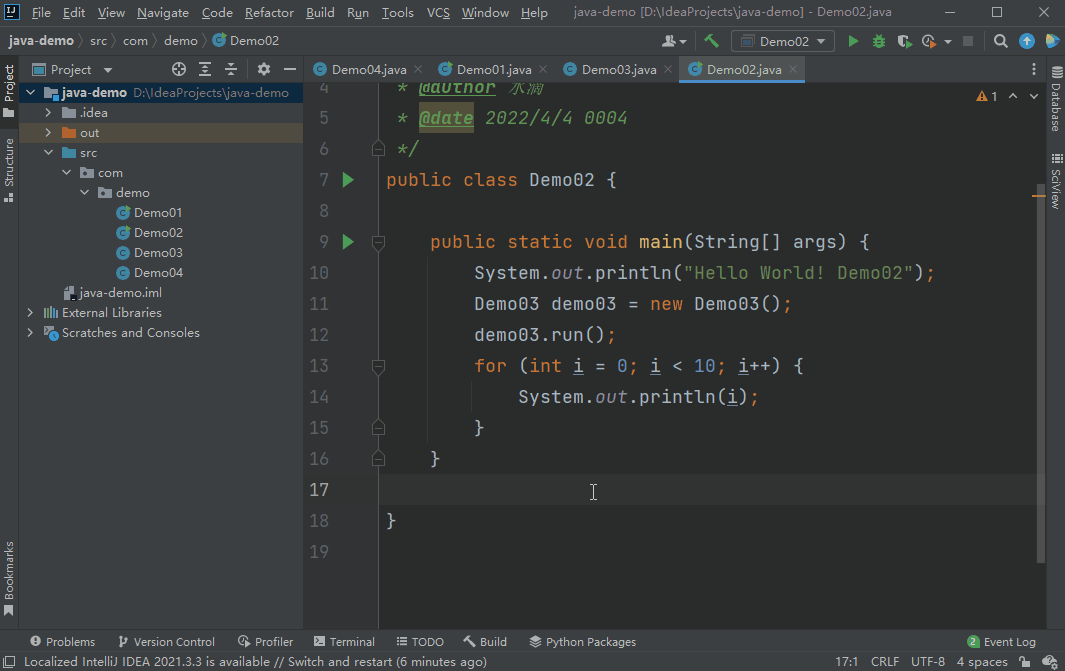 File Edit View Navigate Code Refactor Build Run Tools VCS Window Help java-demo [D:\IdeaProjects\java-demo] - Demo02.java
java-demo src com demo Demo02 Demo02
Project
Demo04.java Demo01.java Demo03.java Demo02.java
java-demo D:\IdeaProjects\java-demo
.idea
out
src
com
demo
Demo01
Demo02
Demo03
Demo04
java-demo.iml
External Libraries
Scratches and Consoles
Project
Structure
Bookmarks
4 * @author 水滴
5 * @date 2022/4/4 0004
6 */
7 public class Demo02 {
8
9 public static void main(String[] args) {
10 System.out.println("Hello World! Demo02");
11 Demo03 demo03 = new Demo03();
12 demo03.run();
13 for (int i = 0; i < 10; i++) {
14 System.out.println(i);
15 }
16 }
17
18 }
19
1
Database
SciView
Problems Version Control Profiler Terminal TODO Build Python Packages 2 Event Log
Localized IntelliJ IDEA 2021.3.3 is available // Switch and restart (6 minutes ago) 17:1 CRLF UTF-8 4 spaces